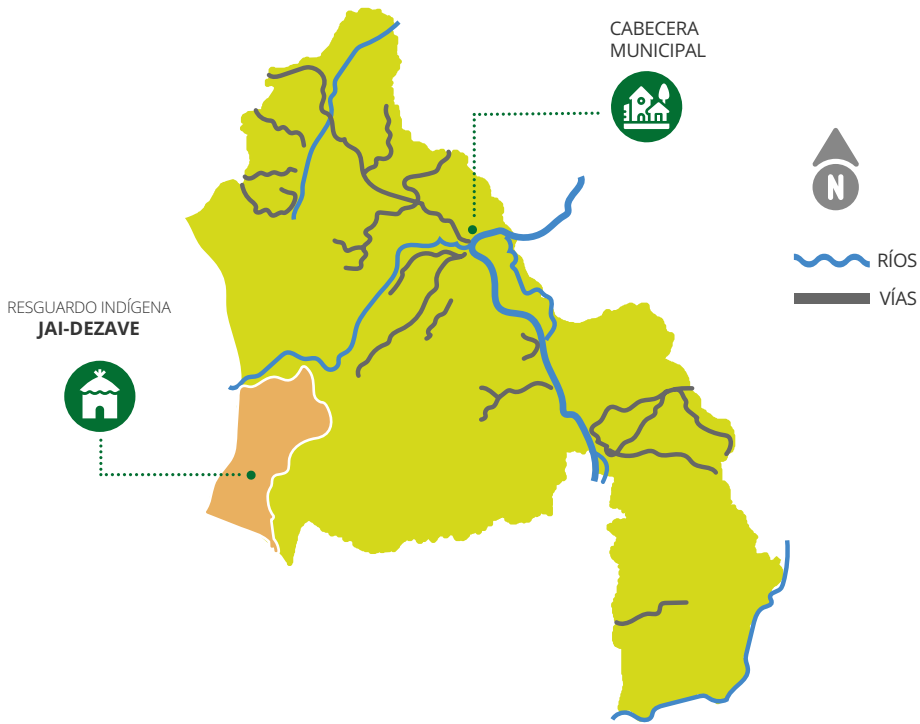 CABECERA
MUNICIPAL
N
RÍOS
VÍAS
RESGUARDO INDÍGENA
JAI-DEZAVE